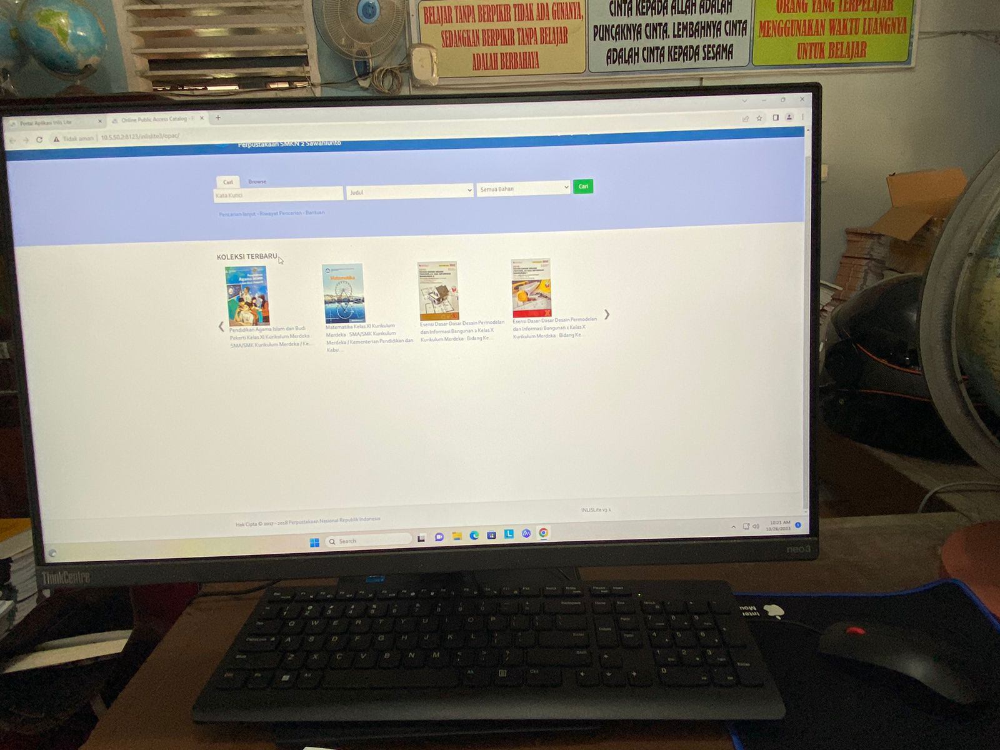 BELAJAR TANPA BERPIKIR TIDAK ADA GUNANYA,
SEDANGKAN BERPIKIR TANPA BELAJAR
ADALAH BERBAHAYA
CINTA KEPADA ALLAH ADALAH
PUNCAKNYA CINTA. LEMBAHNYA CINTA
ADALAH CINTA KEPADA SESAMA
ORANG YANG TERPELAJAR
MENGGUNAKAN WAKTU LUANGNYA
UNTUK BELAJAR
Portal Aplikasi Inlis Lite
Online Public Access Catalog -
Tidak aman | 10.5.50.2:8123/inlislite3/opac/
Perpustakaan SMKN 2 Sawahlunto
Cari Browse
Kata Kunci Judul Semua Bahan Cari
Pencarian lanjut - Riwayat Pencarian - Bantuan
KOLEKSI TERBARU
Matematika
Pendidikan Agama Islam dan Budi
Pekerti Kelas XI Kurikulum Merdeka :
SMA/SMK Kurikulum Merdeka / Ke...
Matematika Kelas XI Kurikulum
Merdeka : SMA/SMK Kurikulum
Merdeka / Kementerian Pendidikan dan
Kebu...
Esensi Dasar-Dasar Desain Permodelan
dan Informasi Bangunan 2 Kelas X
Kurikulum Merdeka : Bidang Ke...
Esensi Dasar-Dasar Desain Permodelan
dan Informasi Bangunan 1 Kelas X
Kurikulum Merdeka : Bidang Ke...
Hak Cipta © 2017 - 2018 Perpustakaan Nasional Republik Indonesia
INLISLite v3.1
Search
10:21 AM
10/26/2023
ThinkCentre
neo3
Q W E R T Y U I O P
A S D F G H J K L
Z X C V B N M
Alt
Alt
Ctrl